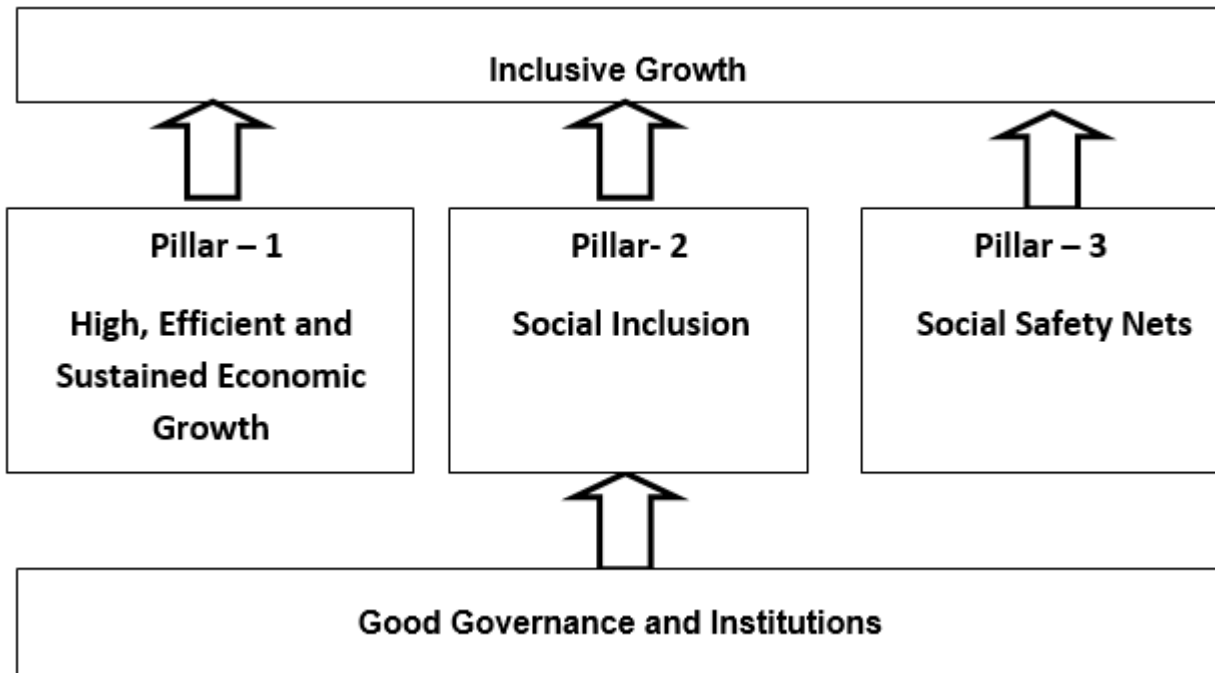 Inclusive Growth
Pillar – 1
High, Efficient and
Sustained Economic
Growth
Pillar- 2
Social Inclusion
Pillar – 3
Social Safety Nets
Good Governance and Institutions